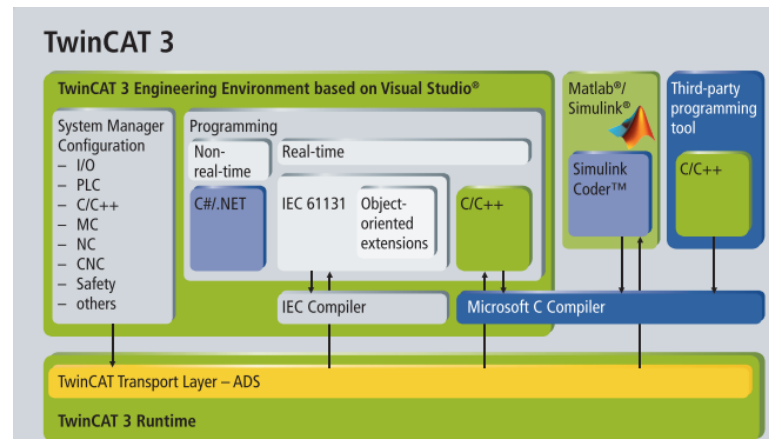 TwinCAT 3
TwinCAT 3 Engineering Environment based on Visual Studio®
System Manager
Configuration
– I/O
– PLC
– C/C++
– MC
– NC
– CNC
– Safety
– others
Programming
Non-
real-time
Real-time
C#/.NET
IEC 61131
Object-
oriented
extensions
C/C++
IEC Compiler
Matlab®/
Simulink®
Simulink
Coder™
Third-party
programming
tool
C/C++
Microsoft C Compiler
TwinCAT Transport Layer – ADS
TwinCAT 3 Runtime